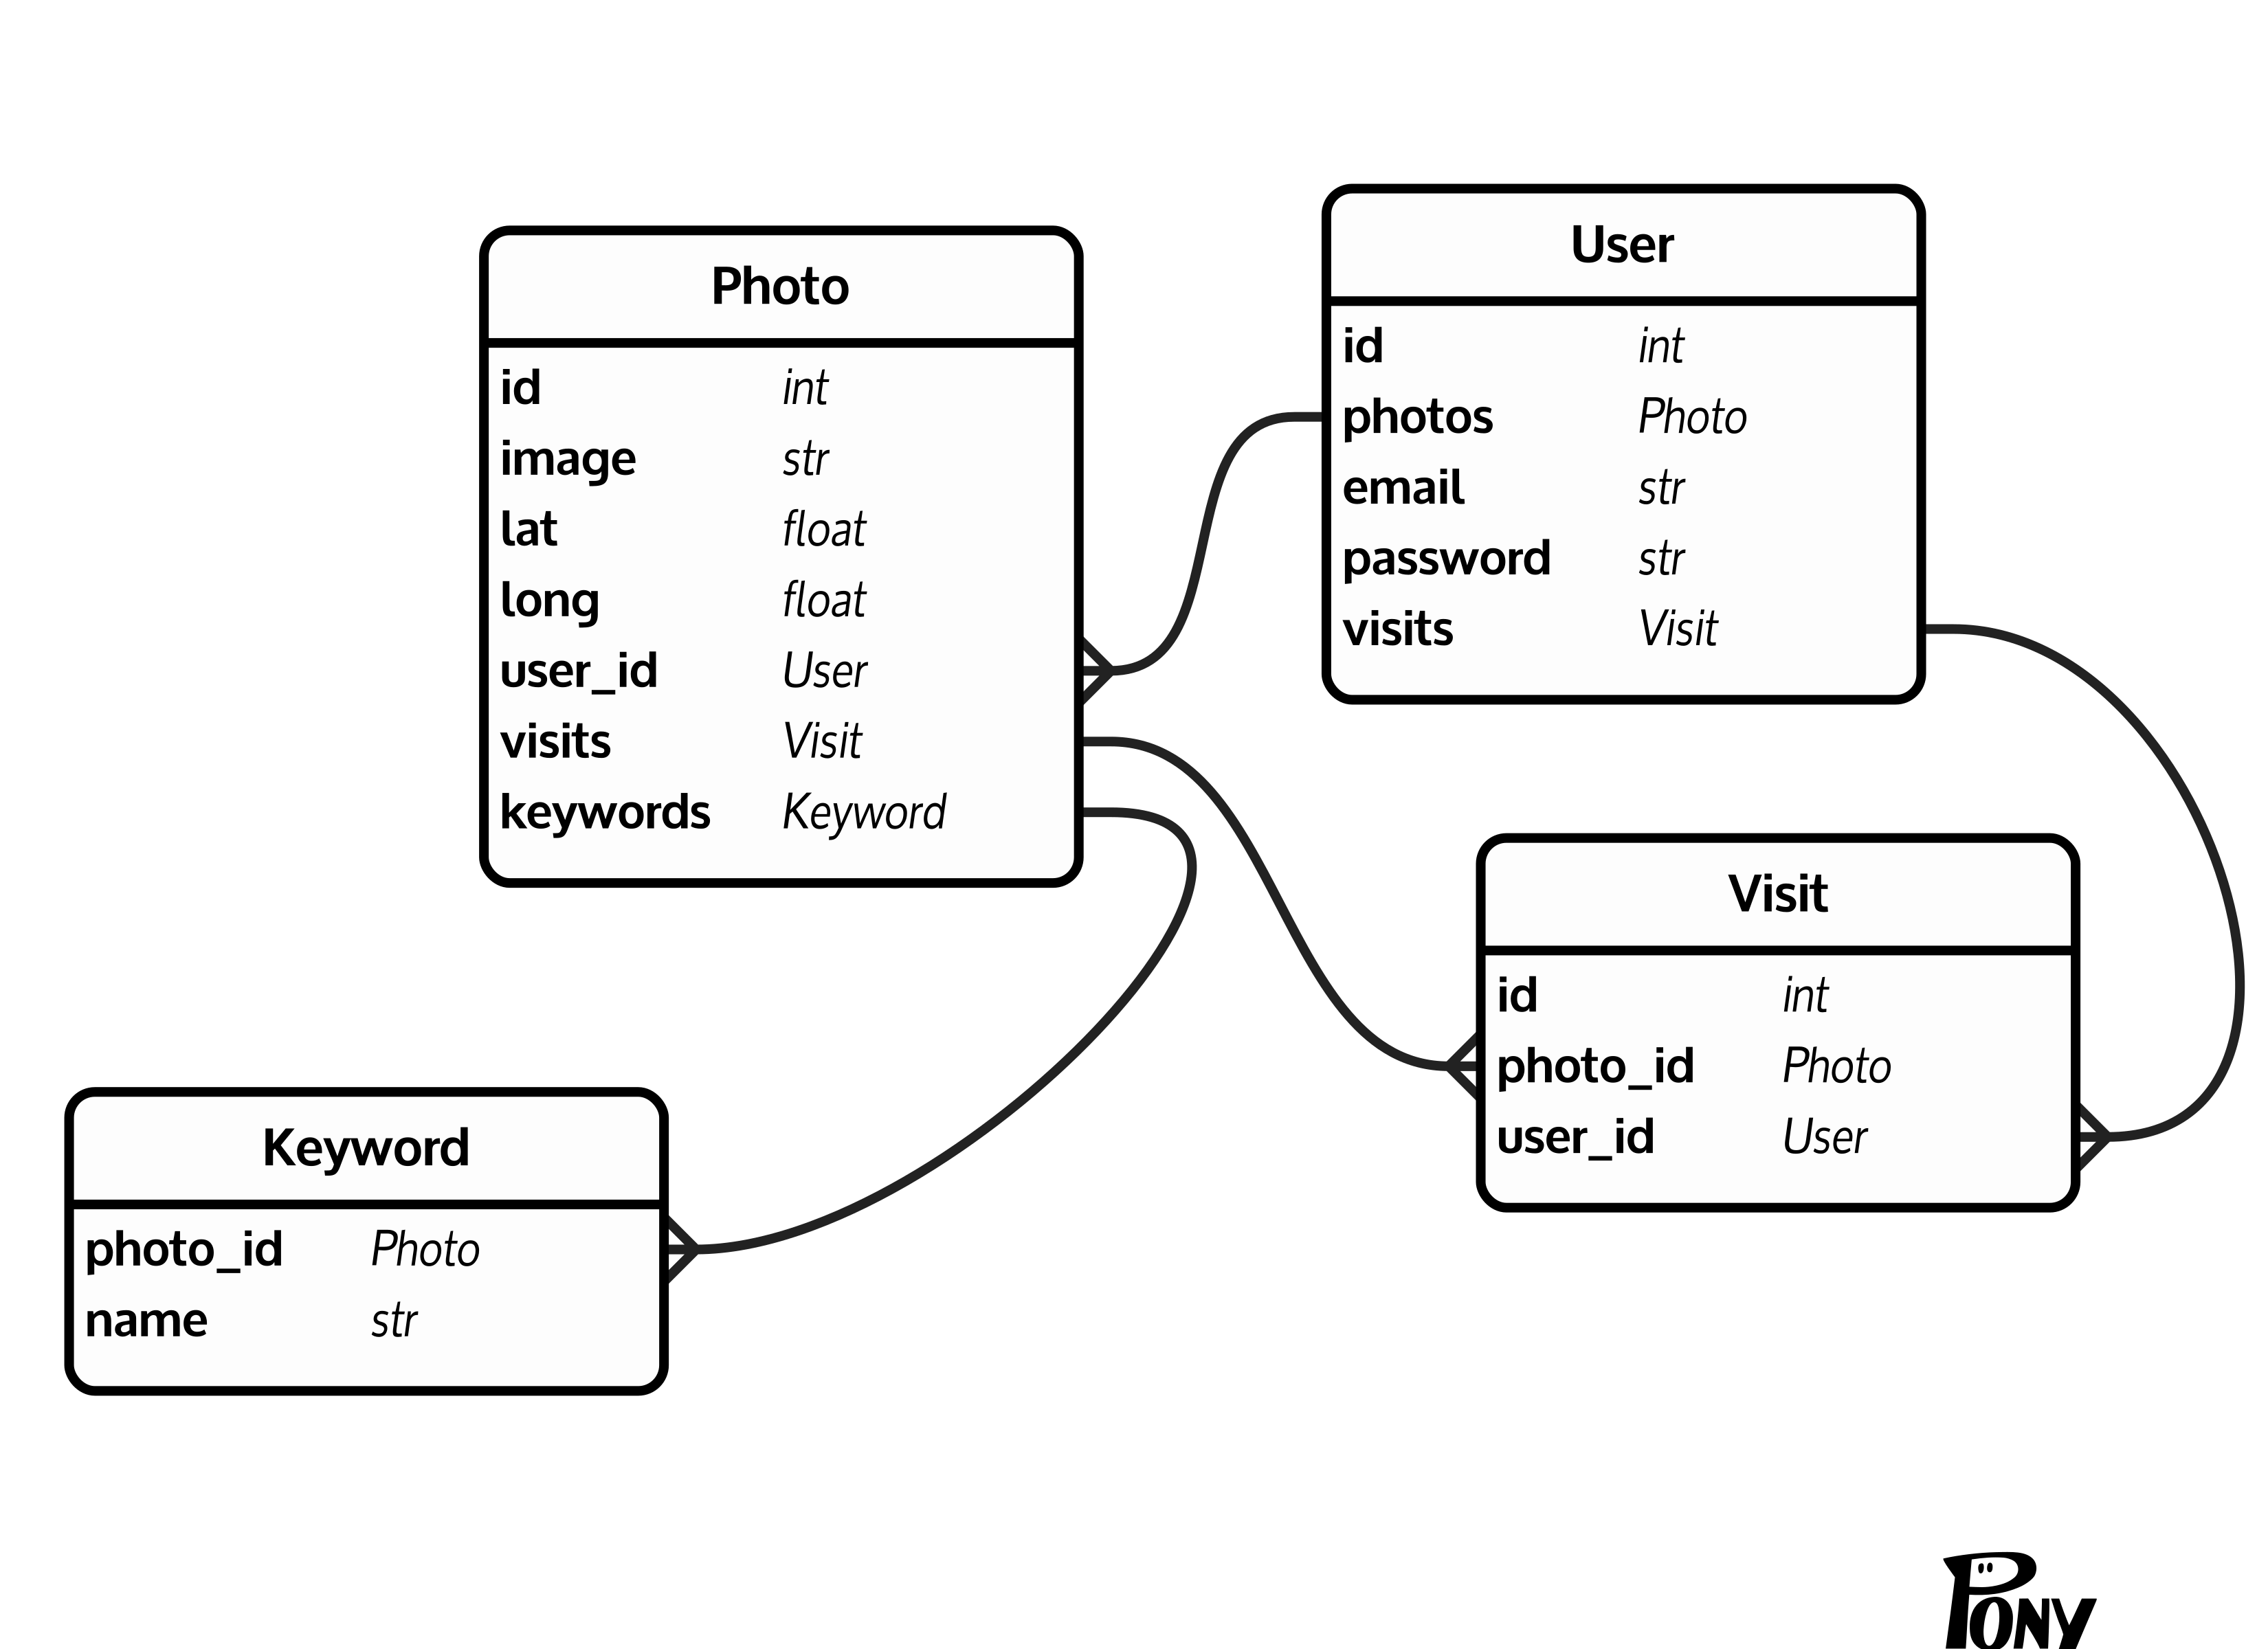 Photo
id int
image str
lat float
long float
user_id User
visits Visit
keywords Keyword
User
id int
photos Photo
email str
password str
visits Visit
Visit
id int
photo_id Photo
user_id User
Keyword
photo_id Photo
name str
PONY